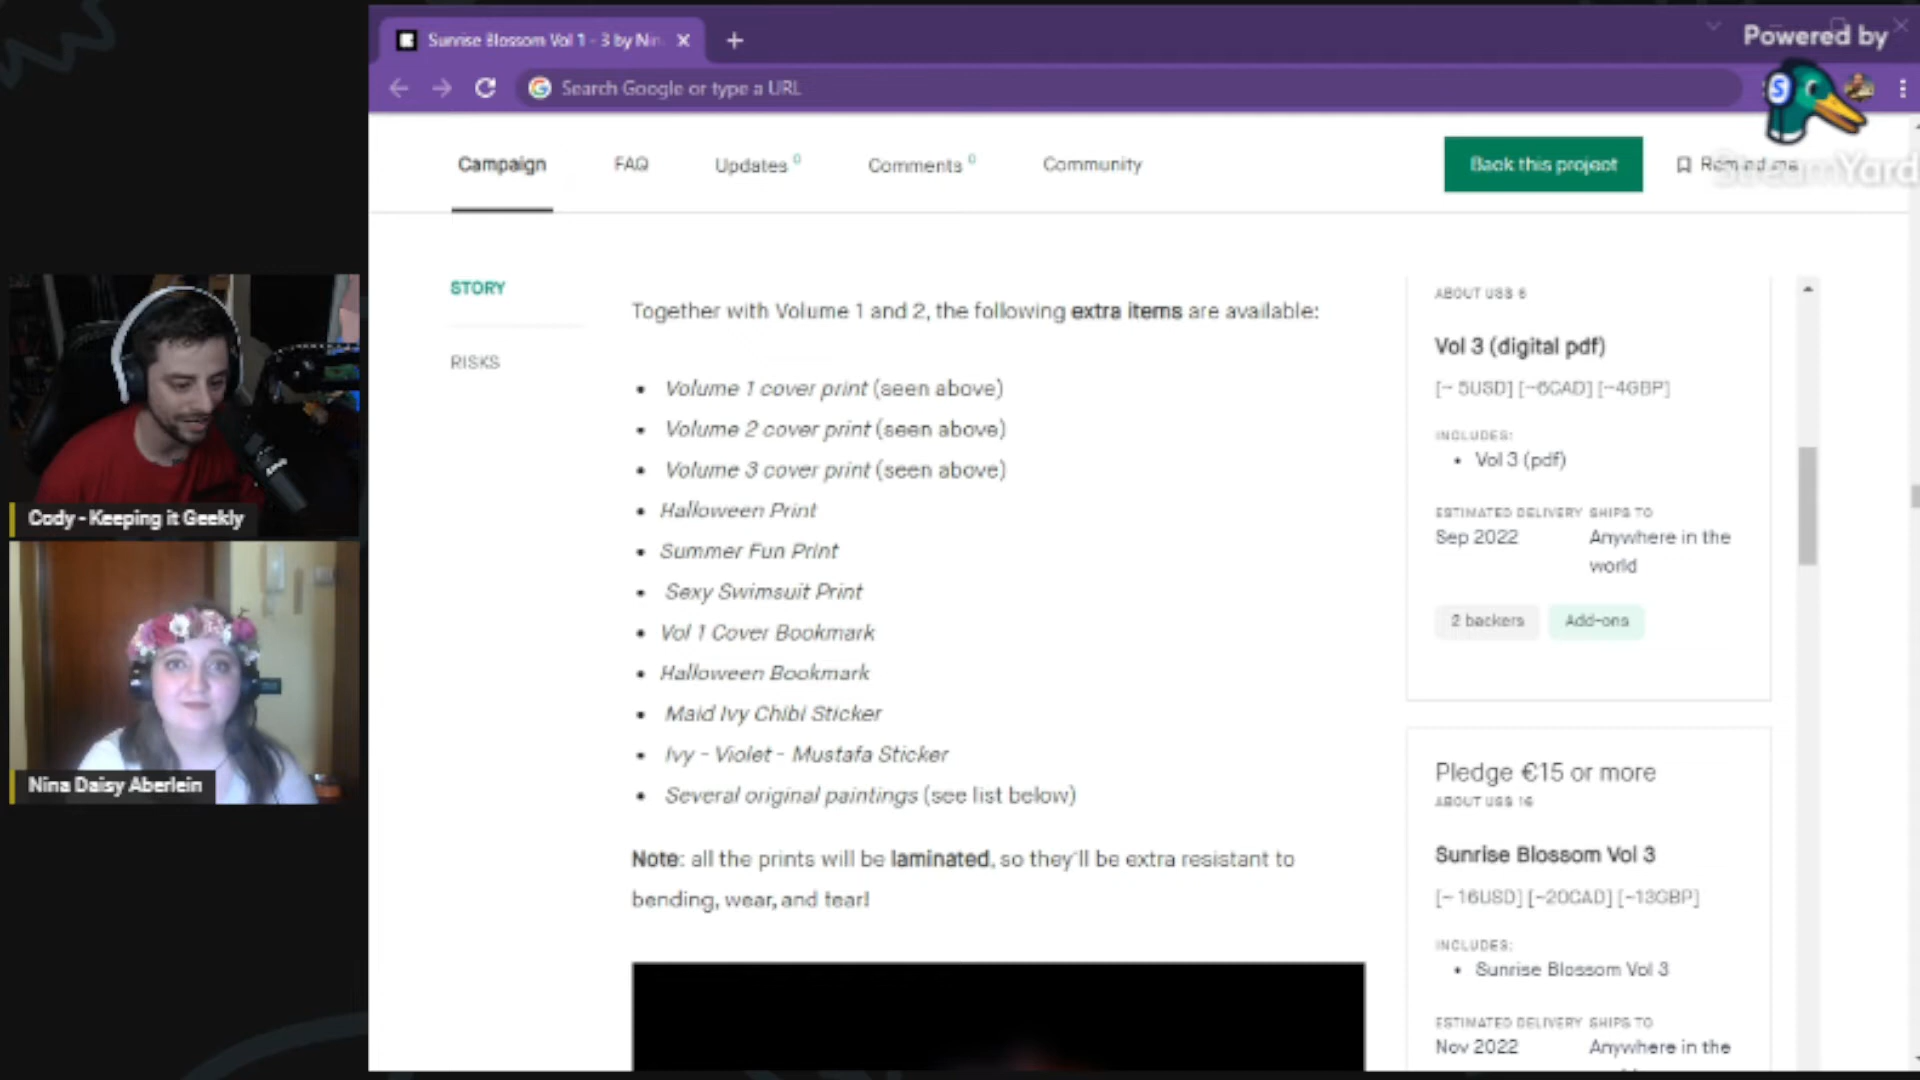 Sunrise Blossom Vol 1 - 3 by Nin
Powered by
Search Google or type a URL
S
StreamYard
Campaign
FAQ
Updates 0
Comments 0
Community
Back this project
Remind me
STORY
RISKS
Together with Volume 1 and 2, the following extra items are available:
• Volume 1 cover print (seen above)
• Volume 2 cover print (seen above)
• Volume 3 cover print (seen above)
• Halloween Print
• Summer Fun Print
• Sexy Swimsuit Print
• Vol 1 Cover Bookmark
• Halloween Bookmark
• Maid Ivy Chibi Sticker
• Ivy - Violet - Mustafa Sticker
• Several original paintings (see list below)
Note: all the prints will be laminated, so they'll be extra resistant to
bending, wear, and tear!
ABOUT US$ 6
Vol 3 (digital pdf)
[~ 5USD] [~6CAD] [~4GBP]
INCLUDES:
• Vol 3 (pdf)
ESTIMATED DELIVERY SHIPS TO
Sep 2022 Anywhere in the
world
2 backers
Add-ons
Pledge €15 or more
ABOUT US$ 16
Sunrise Blossom Vol 3
[~ 16USD] [~20CAD] [~13GBP]
INCLUDES:
• Sunrise Blossom Vol 3
ESTIMATED DELIVERY SHIPS TO
Nov 2022 Anywhere in the
Cody - Keeping it Geekly
Nina Daisy Aberlein